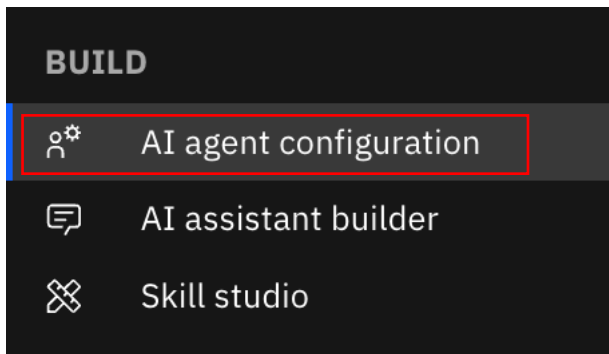 BUILD
AI agent configuration
AI assistant builder
Skill studio